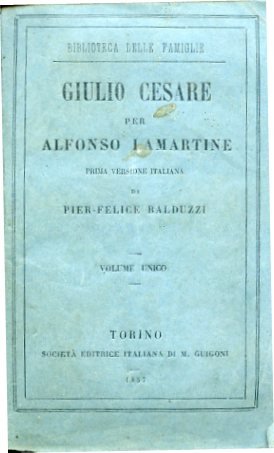 BIBLIOTECA DELLE FAMIGLIE
GIULIO CESARE
PER
ALFONSO LAMARTINE
PRIMA VERSIONE ITALIANA
DI
PIER-FELICE BALDUZZI
VOLUME UNICO
TORINO
SOCIETÀ EDITRICE ITALIANA DI M. GUIGONI
1857